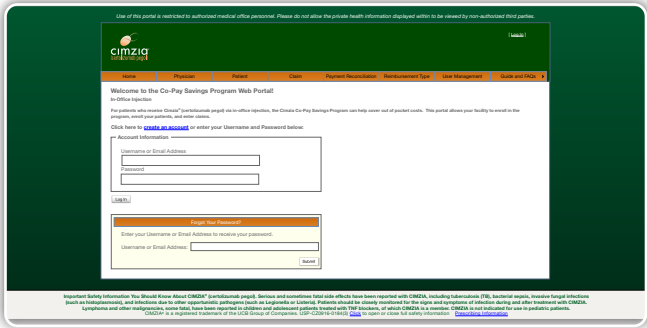 Use of this portal is restricted to authorized medical office personnel. Please do not allow the private health information displayed within to be viewed by non-authorized third parties.
[ Log In ]
cimzia
(certolizumab pegol)
Home Physician Patient Claim Payment Reconciliation Reimbursement Type User Management Guide and FAQs
Welcome to the Co-Pay Savings Program Web Portal!
In-Office Injection
For patients who receive Cimzia® (certolizumab pegol) via in-office injection, the Cimzia Co-Pay Savings Program can help cover out of pocket costs. This portal allows your facility to enroll in the
program, enroll your patients, and enter claims.
Click here to create an account or enter your Username and Password below:
Account Information
Username or Email Address
Password
Log In
Forgot Your Password?
Enter your Username or Email Address to receive your password.
Username or Email Address:
Submit
Important Safety Information You Should Know About CIMZIA® (certolizumab pegol). Serious and sometimes fatal side effects have been reported with CIMZIA, including tuberculosis (TB), bacterial sepsis, invasive fungal infections
(such as histoplasmosis), and infections due to other opportunistic pathogens (such as Legionella or Listeria). Patients should be closely monitored for the signs and symptoms of infection during and after treatment with CIMZIA.
Lymphoma and other malignancies, some fatal, have been reported in children and adolescent patients treated with TNF blockers, of which CIMZIA is a member. CIMZIA is not indicated for use in pediatric patients.
CIMZIA® is a registered trademark of the UCB Group of Companies. USP-CZ0916-0184(3) Click to open or close full safety information Prescribing Information